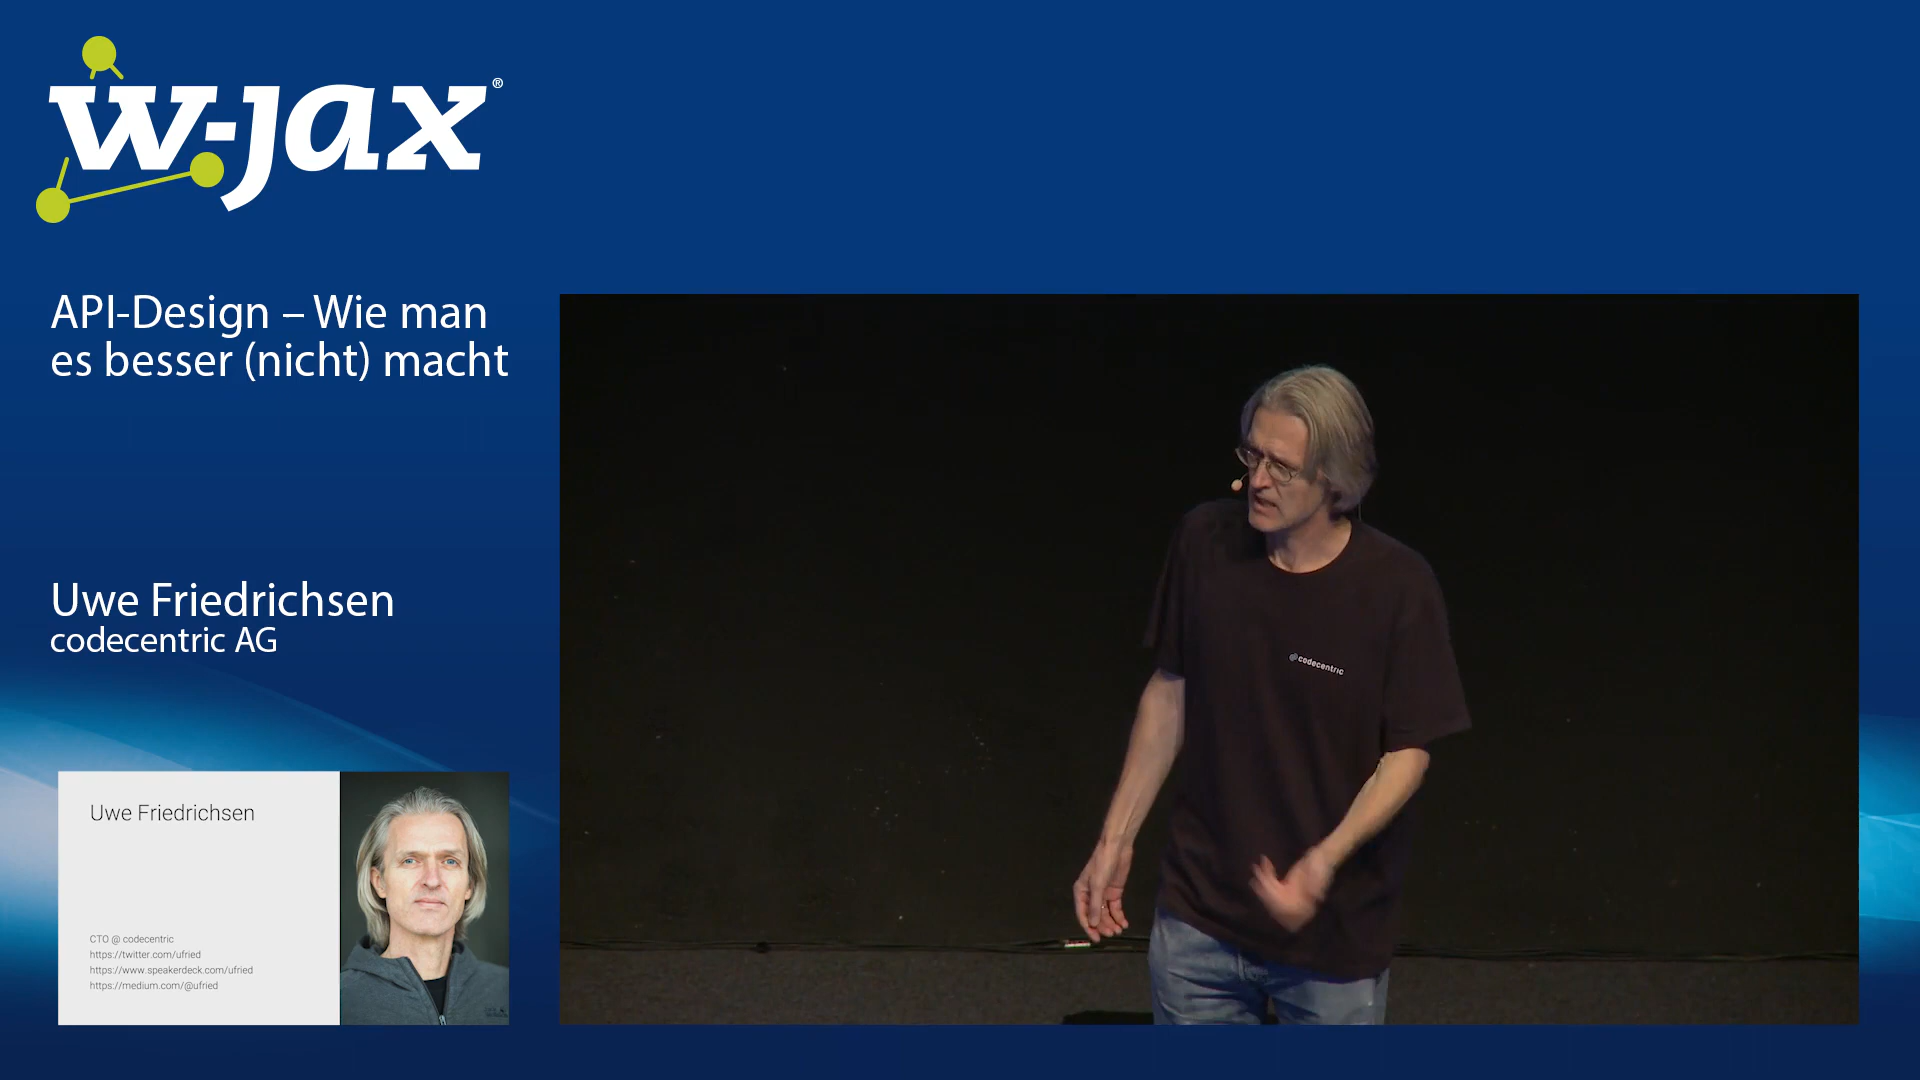 w-jax®
API-Design – Wie man
es besser (nicht) macht
Uwe Friedrichsen
codecentric AG
Uwe Friedrichsen
CTO @ codecentric
https://twitter.com/ufried
https://www.speakerdeck.com/ufried
https://medium.com/@ufried
codecentric